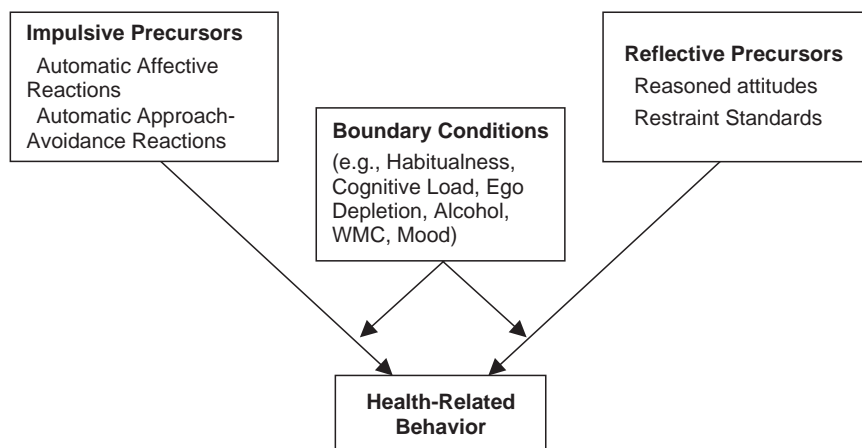 Impulsive Precursors
Automatic Affective
Reactions
Automatic Approach-
Avoidance Reactions
Boundary Conditions
(e.g., Habitualness,
Cognitive Load, Ego
Depletion, Alcohol,
WMC, Mood)
Reflective Precursors
Reasoned attitudes
Restraint Standards
Health-Related
Behavior